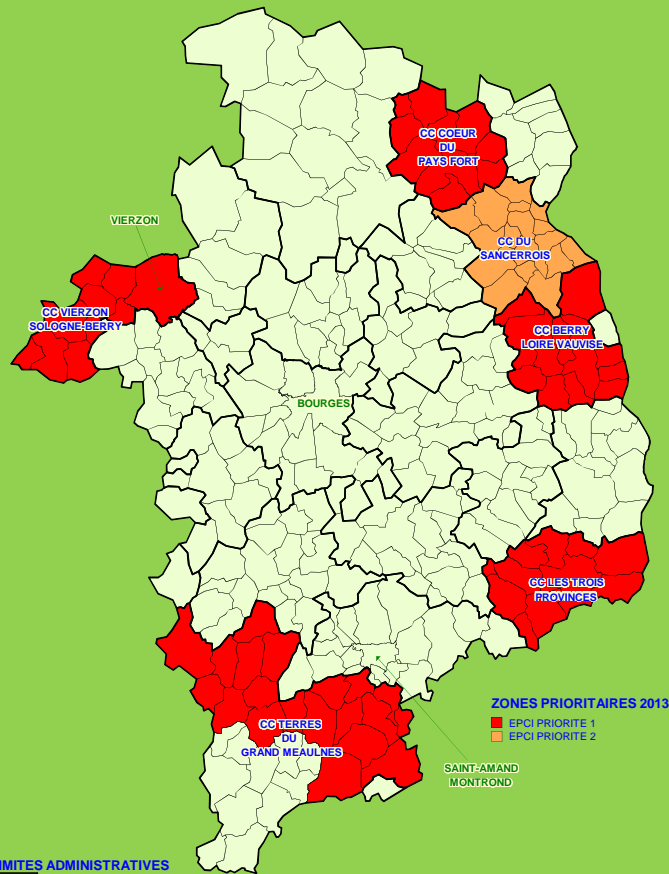 CC COEUR
DU
PAYS FORT
VIERZON
CC DU
SANCERROIS
CC VIERZON
SOLOGNE-BERRY
CC BERRY
LOIRE VAUVISE
BOURGES
CC LES TROIS
PROVINCES
ZONES PRIORITAIRES 2013
EPCI PRIORITE 1
EPCI PRIORITE 2
CC TERRES
DU
GRAND MEAULNES
SAINT-AMAND
MONTROND
IMITES ADMINISTRATIVES